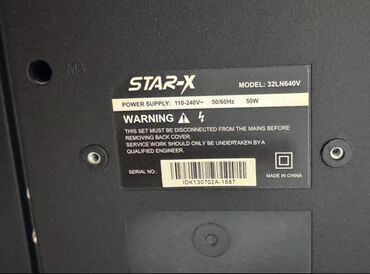 M8
STAR-X MODEL: 32LN640V
POWER SUPPLY: 110-240V~ 50/60Hz 50W
WARNING
THIS SET MUST BE DISCONNECTED FROM THE MAINS BEFORE
REMOVING BACK COVER.
SERVICE WORK SHOULD ONLY BE UNDERTAKEN BY A
QUALIFIED ENGINEER.
SERIAL NO.:
IDK130702A-1687
MADE IN CHINA